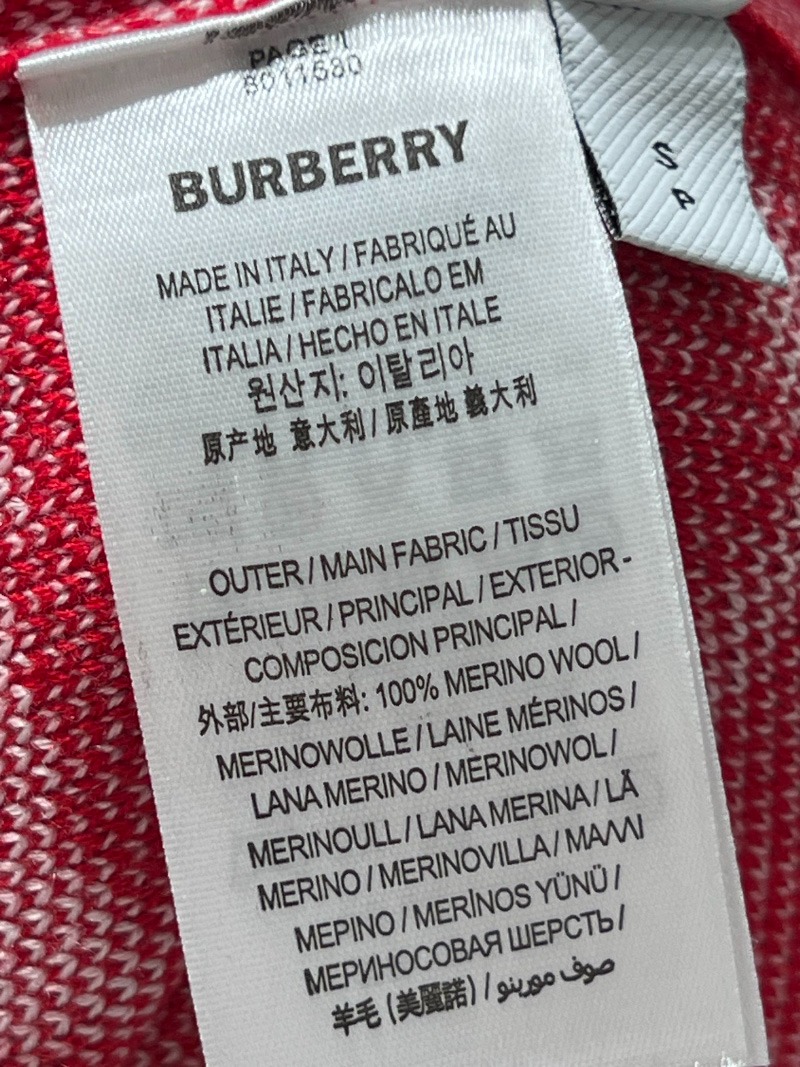 PAGE 1
8011580
BURBERRY
MADE IN ITALY / FABRIQUÉ AU
ITALIE / FABRICALO EM
ITALIA / HECHO EN ITALE
원산지: 이탈리아
原产地 意大利 / 原產地 義大利
OUTER / MAIN FABRIC / TISSU
EXTÉRIEUR / PRINCIPAL / EXTERIOR -
COMPOSICION PRINCIPAL /
外部/主要布料: 100% MERINO WOOL /
MERINOWOLLE / LAINE MÉRINOS /
LANA MERINO / MERINOWOL /
MERINOULL / LANA MERINA / LÃ
MERINO / MERINOVILLA / ΜΑΛΛΙ
ΜΕΡΙΝΟ / MERİNOS YÜNÜ /
МЕРИНОСОВАЯ ШЕРСТЬ /
羊毛 (美麗諾) / صوف مورينو